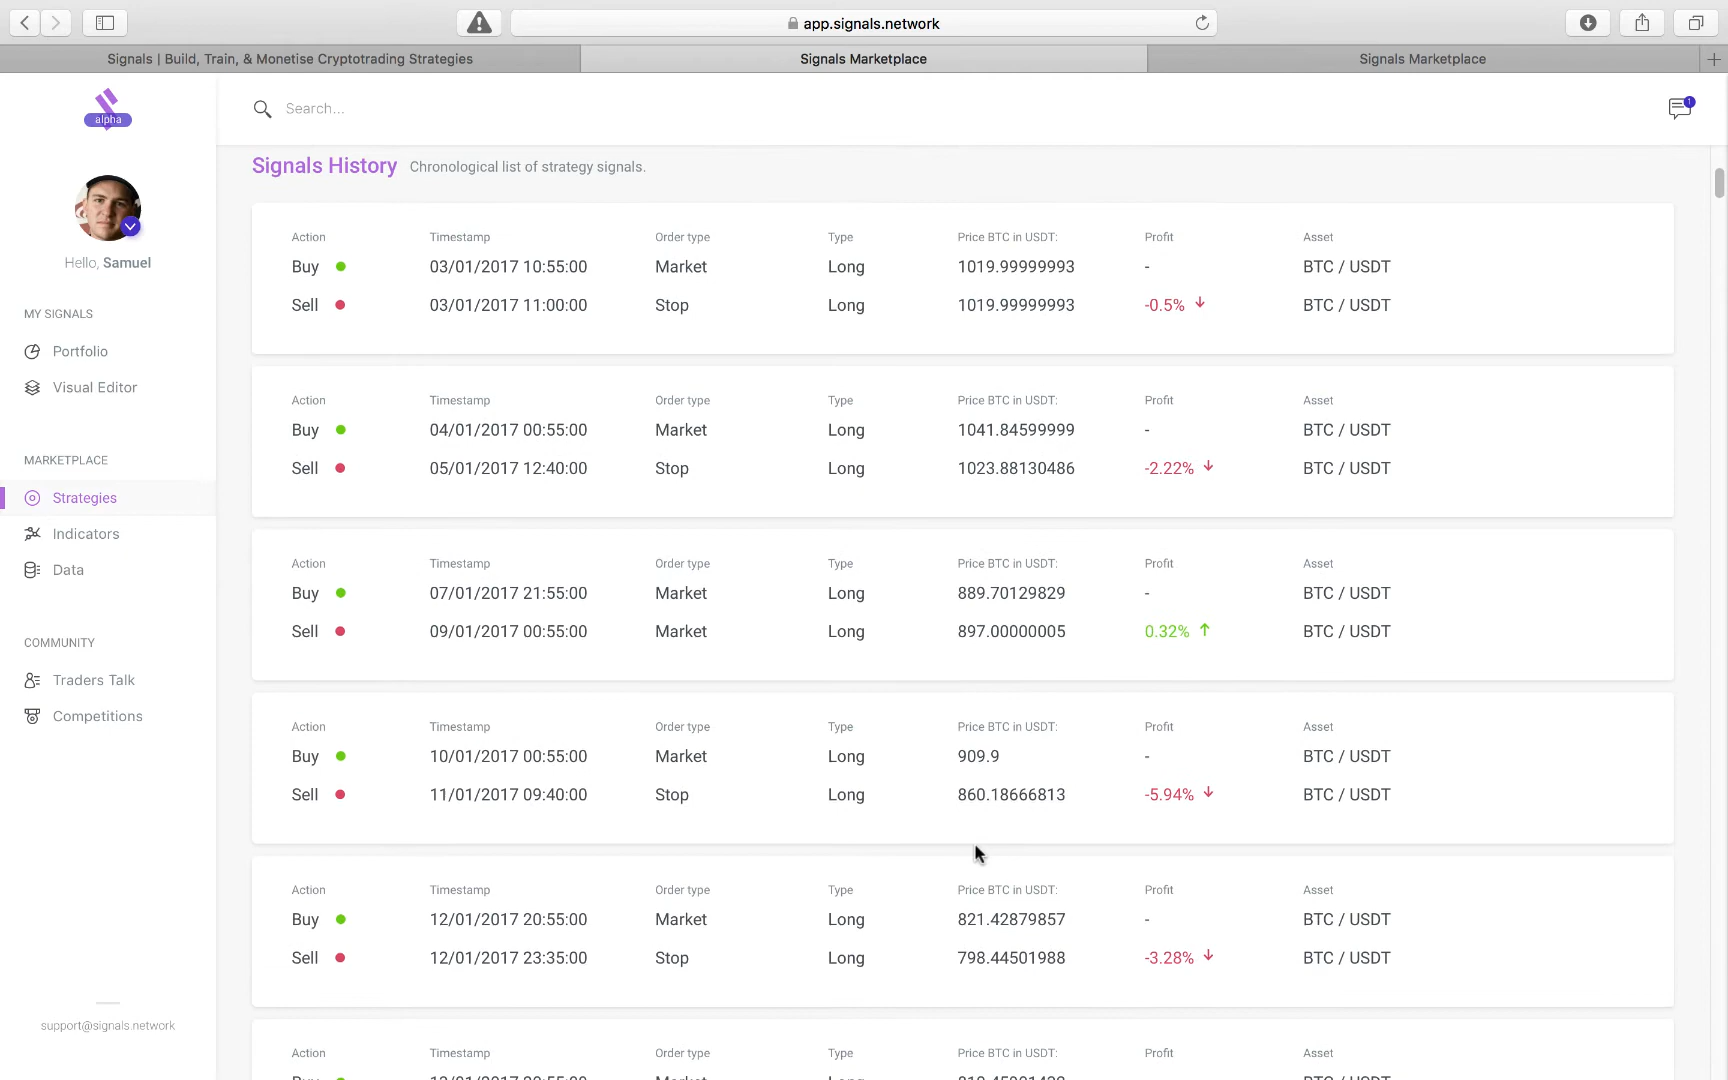 app.signals.network
Signals | Build, Train, & Monetise Cryptotrading Strategies
Signals Marketplace
Signals Marketplace
alpha
Search...
1
Hello, Samuel
MY SIGNALS
Portfolio
Visual Editor
MARKETPLACE
Strategies
Indicators
Data
COMMUNITY
Traders Talk
Competitions
support@signals.network
Signals History Chronological list of strategy signals.
Action Timestamp Order type Type Price BTC in USDT: Profit Asset
Buy 03/01/2017 10:55:00 Market Long 1019.99999993 - BTC / USDT
Sell 03/01/2017 11:00:00 Stop Long 1019.99999993 -0.5% BTC / USDT
Action Timestamp Order type Type Price BTC in USDT: Profit Asset
Buy 04/01/2017 00:55:00 Market Long 1041.84599999 - BTC / USDT
Sell 05/01/2017 12:40:00 Stop Long 1023.88130486 -2.22% BTC / USDT
Action Timestamp Order type Type Price BTC in USDT: Profit Asset
Buy 07/01/2017 21:55:00 Market Long 889.70129829 - BTC / USDT
Sell 09/01/2017 00:55:00 Market Long 897.00000005 0.32% BTC / USDT
Action Timestamp Order type Type Price BTC in USDT: Profit Asset
Buy 10/01/2017 00:55:00 Market Long 909.9 - BTC / USDT
Sell 11/01/2017 09:40:00 Stop Long 860.18666813 -5.94% BTC / USDT
Action Timestamp Order type Type Price BTC in USDT: Profit Asset
Buy 12/01/2017 20:55:00 Market Long 821.42879857 - BTC / USDT
Sell 12/01/2017 23:35:00 Stop Long 798.44501988 -3.28% BTC / USDT
Action Timestamp Order type Type Price BTC in USDT: Profit Asset